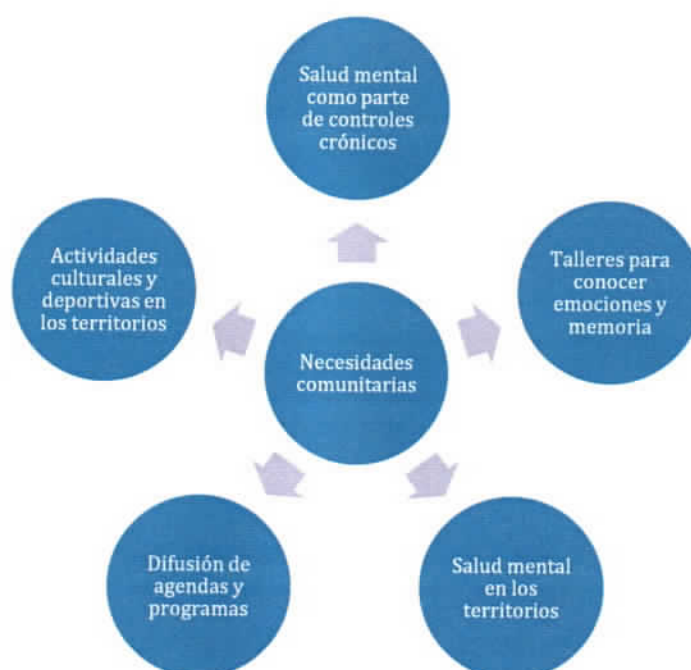 Salud mental
como parte
de controles
crónicos
Actividades
culturales y
deportivas en
los territorios
Talleres para
conocer
emociones y
memoria
Necesidades
comunitarias
Difusión de
agendas y
programas
Salud mental
en los
territorios